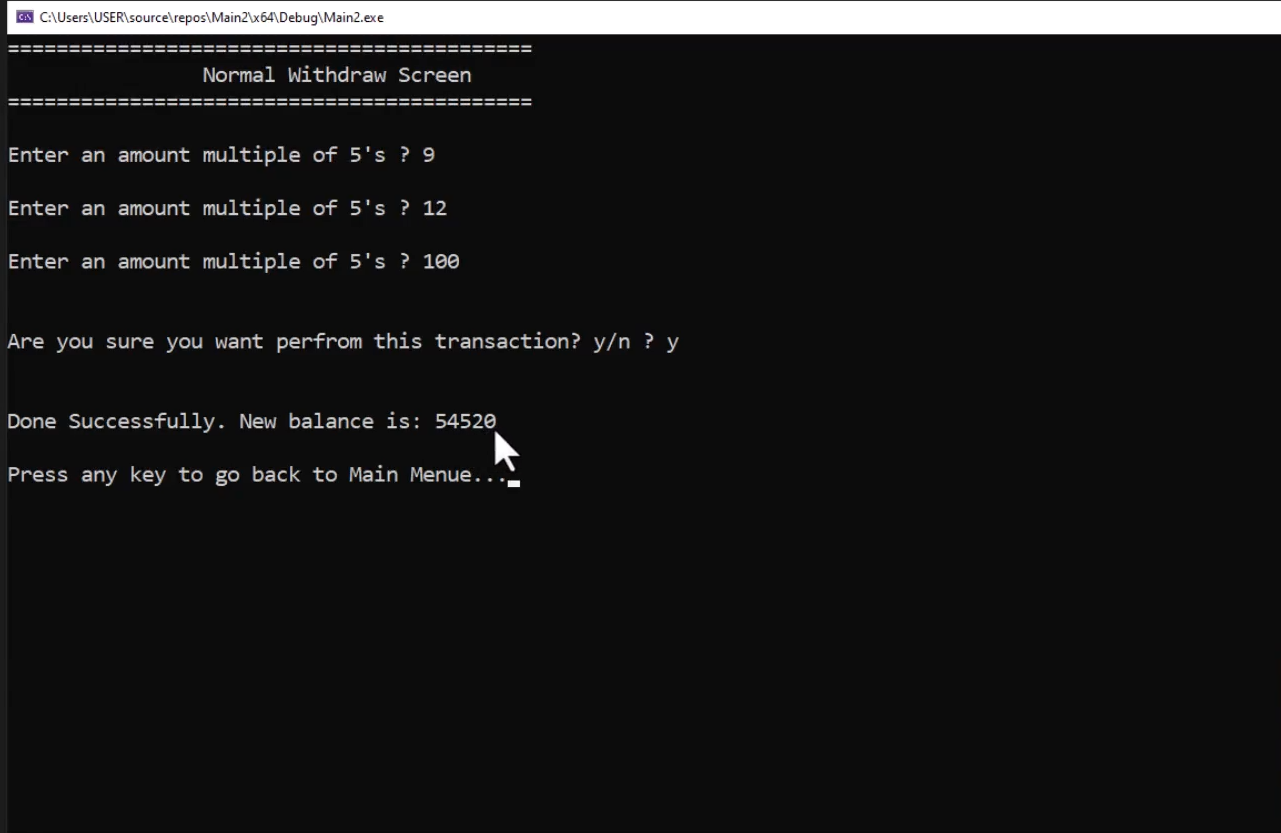 C:\Users\USER\source\repos\Main2\x64\Debug\Main2.exe
===========================================
Normal Withdraw Screen
===========================================
Enter an amount multiple of 5's ? 9
Enter an amount multiple of 5's ? 12
Enter an amount multiple of 5's ? 100
Are you sure you want perfrom this transaction? y/n ? y
Done Successfully. New balance is: 54520
Press any key to go back to Main Menue...